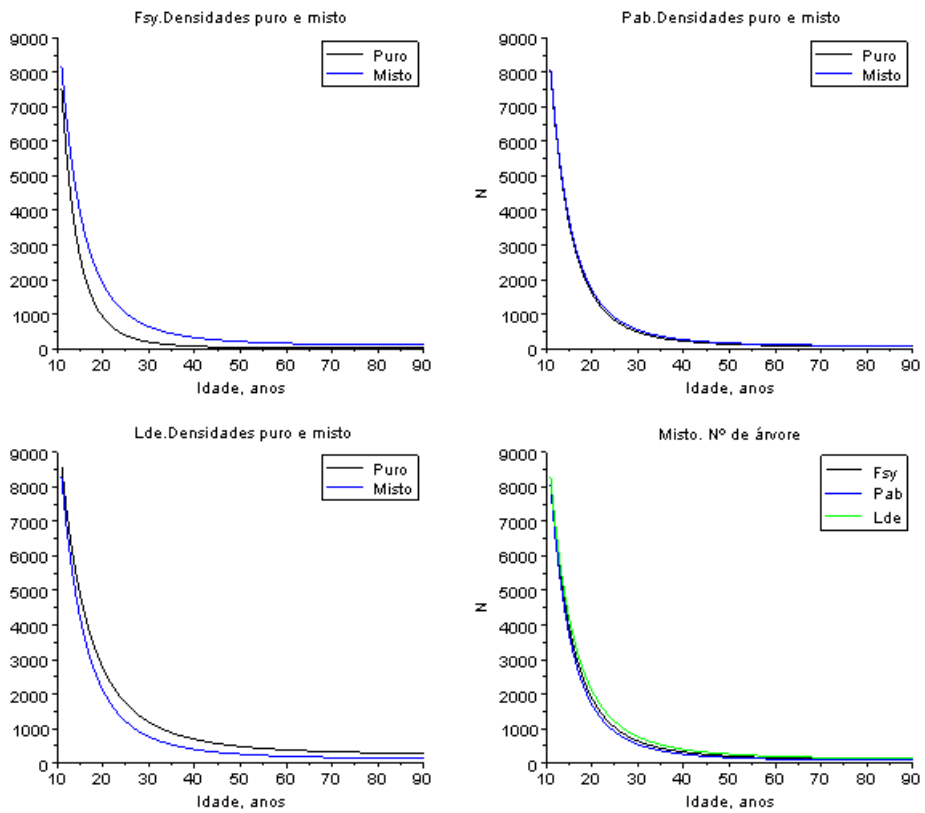 Fsy.Densidades puro e misto
9000
8000
7000
6000
5000
4000
3000
2000
1000
0
10 20 30 40 50 60 70 80 90
Idade, anos
Puro
Misto
Pab.Densidades puro e misto
9000
8000
7000
6000
5000
4000
3000
2000
1000
0
N
10 20 30 40 50 60 70 80 90
Idade, anos
Puro
Misto
Lde.Densidades puro e misto
9000
8000
7000
6000
5000
4000
3000
2000
1000
0
10 20 30 40 50 60 70 80 90
Idade, anos
Puro
Misto
Misto. Nº de árvore
9000
8000
7000
6000
5000
4000
3000
2000
1000
0
N
10 20 30 40 50 60 70 80 90
Idade, anos
Fsy
Pab
Lde